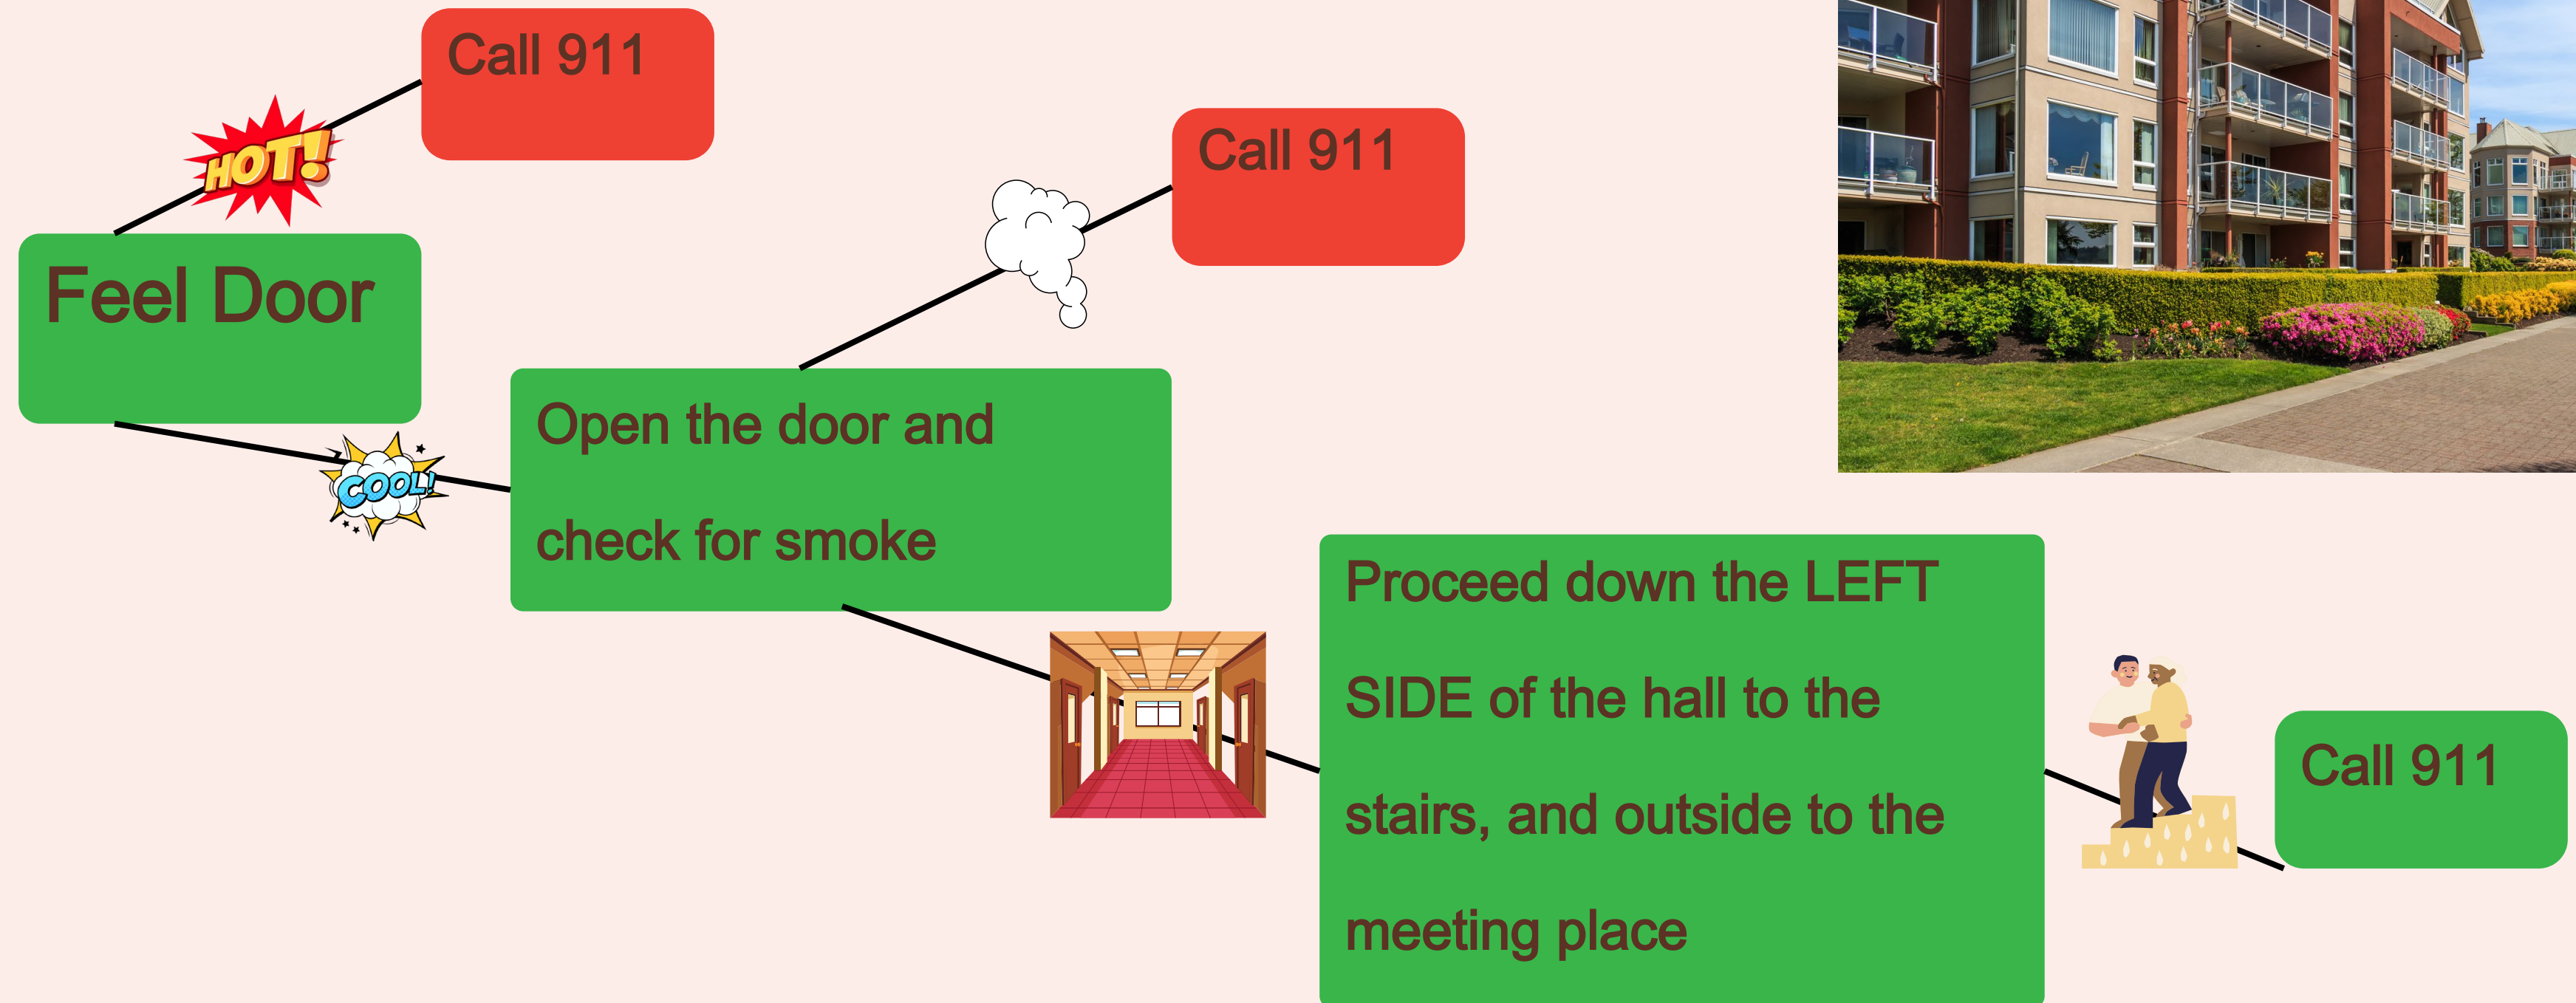 Call 911
HOT!
Feel Door
Call 911
COOL!
Open the door and
check for smoke
Proceed down the LEFT
SIDE of the hall to the
stairs, and outside to the
meeting place
Call 911